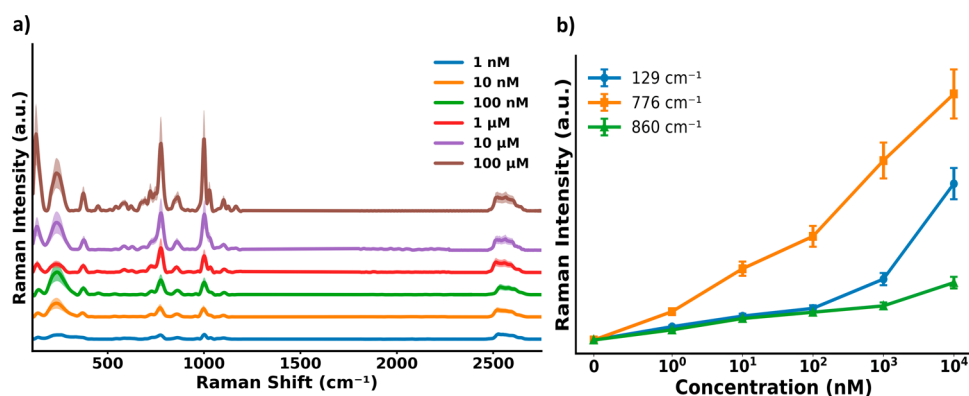 a)
Raman Intensity (a.u.)
1 nM
10 nM
100 nM
1 μM
10 μM
100 μM
500
1000
1500
2000
2500
Raman Shift (cm⁻¹)
b)
Raman Intensity (a.u.)
129 cm⁻¹
776 cm⁻¹
860 cm⁻¹
0
10⁰
10¹
10²
10³
10⁴
Concentration (nM)